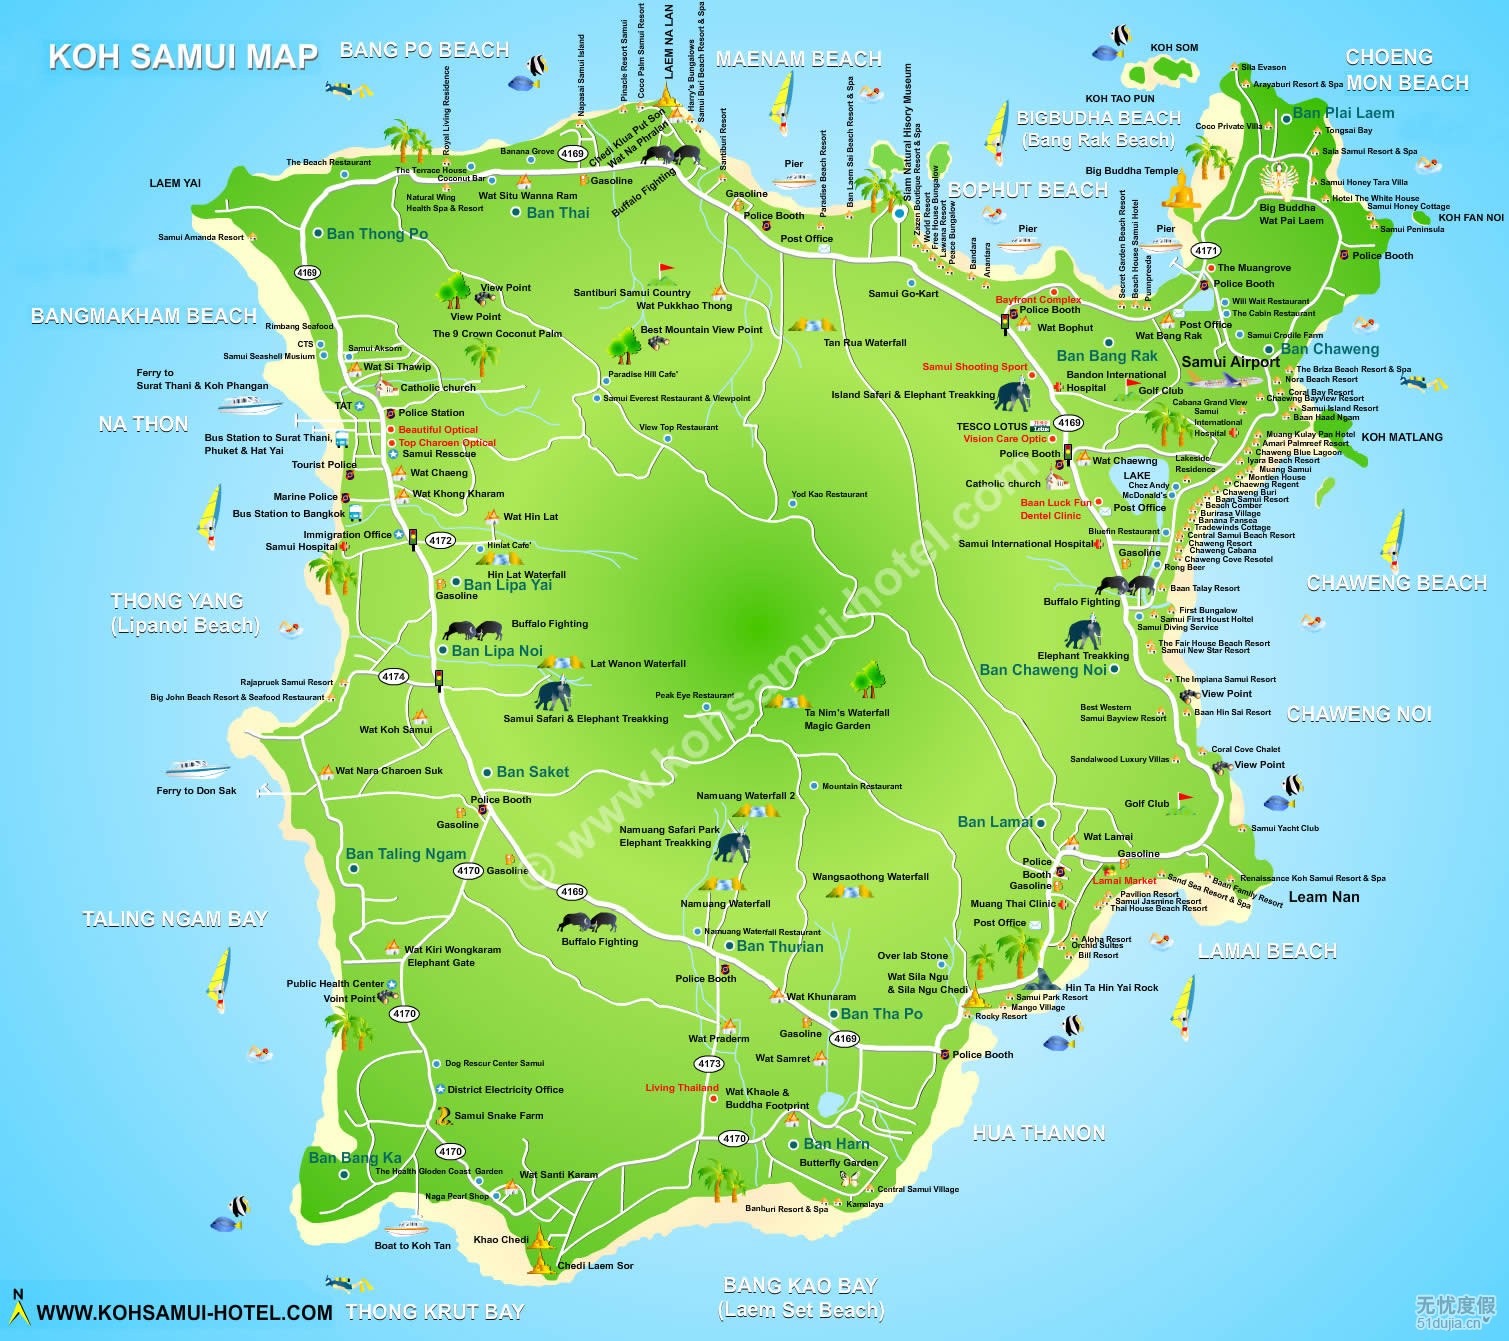 KOH SAMUI MAP
BANG PO BEACH
MAENAM BEACH
KOH SOM
CHOENG
MON BEACH
KOH TAO PUN
BIGBUDHA BEACH
(Bang Rak Beach)
BOPHUT BEACH
Napasai Samui Island
Pinacle Resort Samui
Coco Palm Samui Resort
LAEM NA LAN
Harry's Bungalows
Samui Buri Beach Resort & Spa
Royal Living Residence
Santiburi Resort
Paradise Beach Resort
Ban Laem Sai Beach Resort & Spa
Siam Natural Hisory Museum
Zazen Boutique Resort & Spa
World Resort
Free House Bungalow
Lawana Resort
Peace Bungalow
Bandara
Anantara
Secret Garden Beach Resort
Beach House Samui Hotel
Punnpreeda
Sila Evason
Arayaburi Resort & Spa
Ban Plai Laem
Coco Private Villa
Tongsai Bay
Sala Samui Resort & Spa
Big Buddha Temple
Samui Honey Tara Villa
Hotel The White House
Samui Honey Cottage
KOH FAN NOI
Samui Peninsula
Big Buddha
Wat Pai Laem
Pier
Pier
Pier
4171
The Muangrove
Police Booth
Police Booth
Will Wait Restaurant
The Cabin Restaurant
Post Office
Wat Bang Rak
Samui Crodile Farm
Ban Chaweng
Samui Airport
LAEM YAI
The Beach Restaurant
The Terrace House
Coconut Bar
Banana Grove
4169
Chedi Klua Put Son
Wat Na Phralan
Buffalo Fighting
Gasoline
Wat Situ Wanna Ram
Natural Wing
Health Spa & Resort
Ban Thai
Gasoline
Police Booth
Post Office
Samui Amanda Resort
Ban Thong Po
4169
View Point
View Point
Santiburi Samui Country
Wat Pukkhao Thong
Samui Go-Kart
Bayfront Complex
Police Booth
Wat Bophut
Ban Bang Rak
BANGMAKHAM BEACH
Rimbang Seafood
CTS
Samui Seashell Musium
Samui Aksorn
Wat Si Thawip
The 9 Crown Coconut Palm
Best Mountain View Point
Tan Rua Waterfall
Samui Shooting Sport
Island Safari & Elephant Treakking
Bandon International
Hospital
Golf Club
Cabana Grand View
Samui
International
Hospital
The Briza Beach Resort & Spa
Nora Beach Resort
Coral Bay Resort
Chaewng Bayview Resort
Samui Island Resort
Baan Haad Ngam
KOH MATLANG
Ferry to
Surat Thani & Koh Phangan
Catholic church
Paradise Hill Cafe'
Samui Everest Restaurant & Viewpoint
View Top Restaurant
TAT
Police Station
Beautiful Optical
Top Charoen Optical
Samui Resscue
NA THON
Bus Station to Surat Thani,
Phuket & Hat Yai
Tourist Police
Wat Chaeng
Marine Police
Wat Khong Kharam
Bus Station to Bangkok
Wat Hin Lat
Immigration Office
Samui Hospital
4172
Hinlat Cafe'
Hin Lat Waterfall
Ban Lipa Yai
Gasoline
Yod Kao Restaurant
TESCO LOTUS
4169
Vision Care Optic
Police Booth
Wat Chaewng
Catholic church
LAKE
Lakeside
Residence
Chez Andy
McDonald's
Baan Luck Fun
Dentel Clinic
Post Office
Bluefin Restaurant
Samui International Hospital
Gasoline
Rong Beer
Muang Kulay Pan Hotel
Amari Palmreef Resort
Chaweng Blue Lagoon
Iyara Beach Resort
Muang Samui
Montien House
Chaewng Regent
Chaweng Buri
Baan Samui Resort
Beach Comber
Burirasa Village
Banana Fansea
Tradewinds Cottage
Central Samui Beach Resort
Chaweng Resort
Chaweng Cabana
Chaweng Cove Resotel
CHAWENG BEACH
THONG YANG
(Lipanoi Beach)
Buffalo Fighting
Ban Lipa Noi
Lat Wanon Waterfall
Buffalo Fighting
Baan Talay Resort
First Bungalow
Samui First Houst Holtel
Samui Diving Service
The Fair House Beach Resort
Samui New Star Resort
Elephant Treakking
Ban Chaweng Noi
The Impiana Samui Resort
View Point
Best Western
Samui Bayview Resort
Baan Hin Sai Resort
CHAWENG NOI
Rajapruek Samui Resort
4174
Big John Beach Resort & Seafood Restaurant
Samui Safari & Elephant Treakking
Peak Eye Restaurant
Ta Nim's Waterfall
Magic Garden
Wat Koh Samui
Coral Cove Chalet
Sandalwood Luxury Villas
View Point
Wat Nara Charoen Suk
Ban Saket
Ferry to Don Sak
Police Booth
Gasoline
Mountain Restaurant
Namuang Waterfall 2
Namuang Safari Park
Elephant Treakking
Golf Club
Ban Lamai
Wat Lamai
Samui Yacht Club
Ban Taling Ngam
4170
Gasoline
4169
Wangsaothong Waterfall
Namuang Waterfall
Police
Booth
Gasoline
Gasoline
Lamai Market
Muang Thai Clinic
Post Office
Sand Sea Resort & Spa
Baan Family Resort
Renaissance Koh Samui Resort & Spa
Pavilion Resort
Samui Jasmine Resort
Thai House Beach Resort
Leam Nan
TALING NGAM BAY
Buffalo Fighting
Namuang Waterfall Restaurant
Ban Thurian
Police Booth
Over lab Stone
Alpha Resort
Orchid Suites
Bill Resort
LAMAI BEACH
Wat Kiri Wongkaram
Elephant Gate
Public Health Center
Voint Point
4170
Wat Sila Ngu
& Sila Ngu Chedi
Hin Ta Hin Yai Rock
Samui Park Resort
Mango Village
Rocky Resort
Wat Khunaram
Ban Tha Po
Gasoline
4169
Wat Praderm
Police Booth
Dog Rescur Center Samui
4173
Wat Samret
District Electricity Office
Living Thailand
Wat Khaole &
Buddha Footprint
Samui Snake Farm
4170
4170
Ban Harn
HUA THANON
Ban Bang Ka
The Health Gloden Coast Garden
Wat Santi Karam
Butterfly Garden
Naga Pearl Shop
Central Samui Village
Kamalaya
Banburi Resort & Spa
Boat to Koh Tan
Khao Chedi
Chedi Laem Sor
BANG KAO BAY
(Laem Set Beach)
THONG KRUT BAY
N
WWW.KOHSAMUI-HOTEL.COM
© www.kohsamui-hotel.com
无忧度假
51dujia.cn